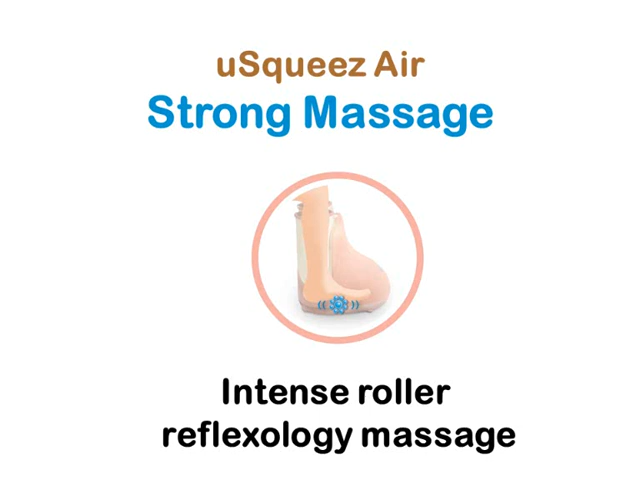 uSqueez Air
Strong Massage
Intense roller
reflexology massage